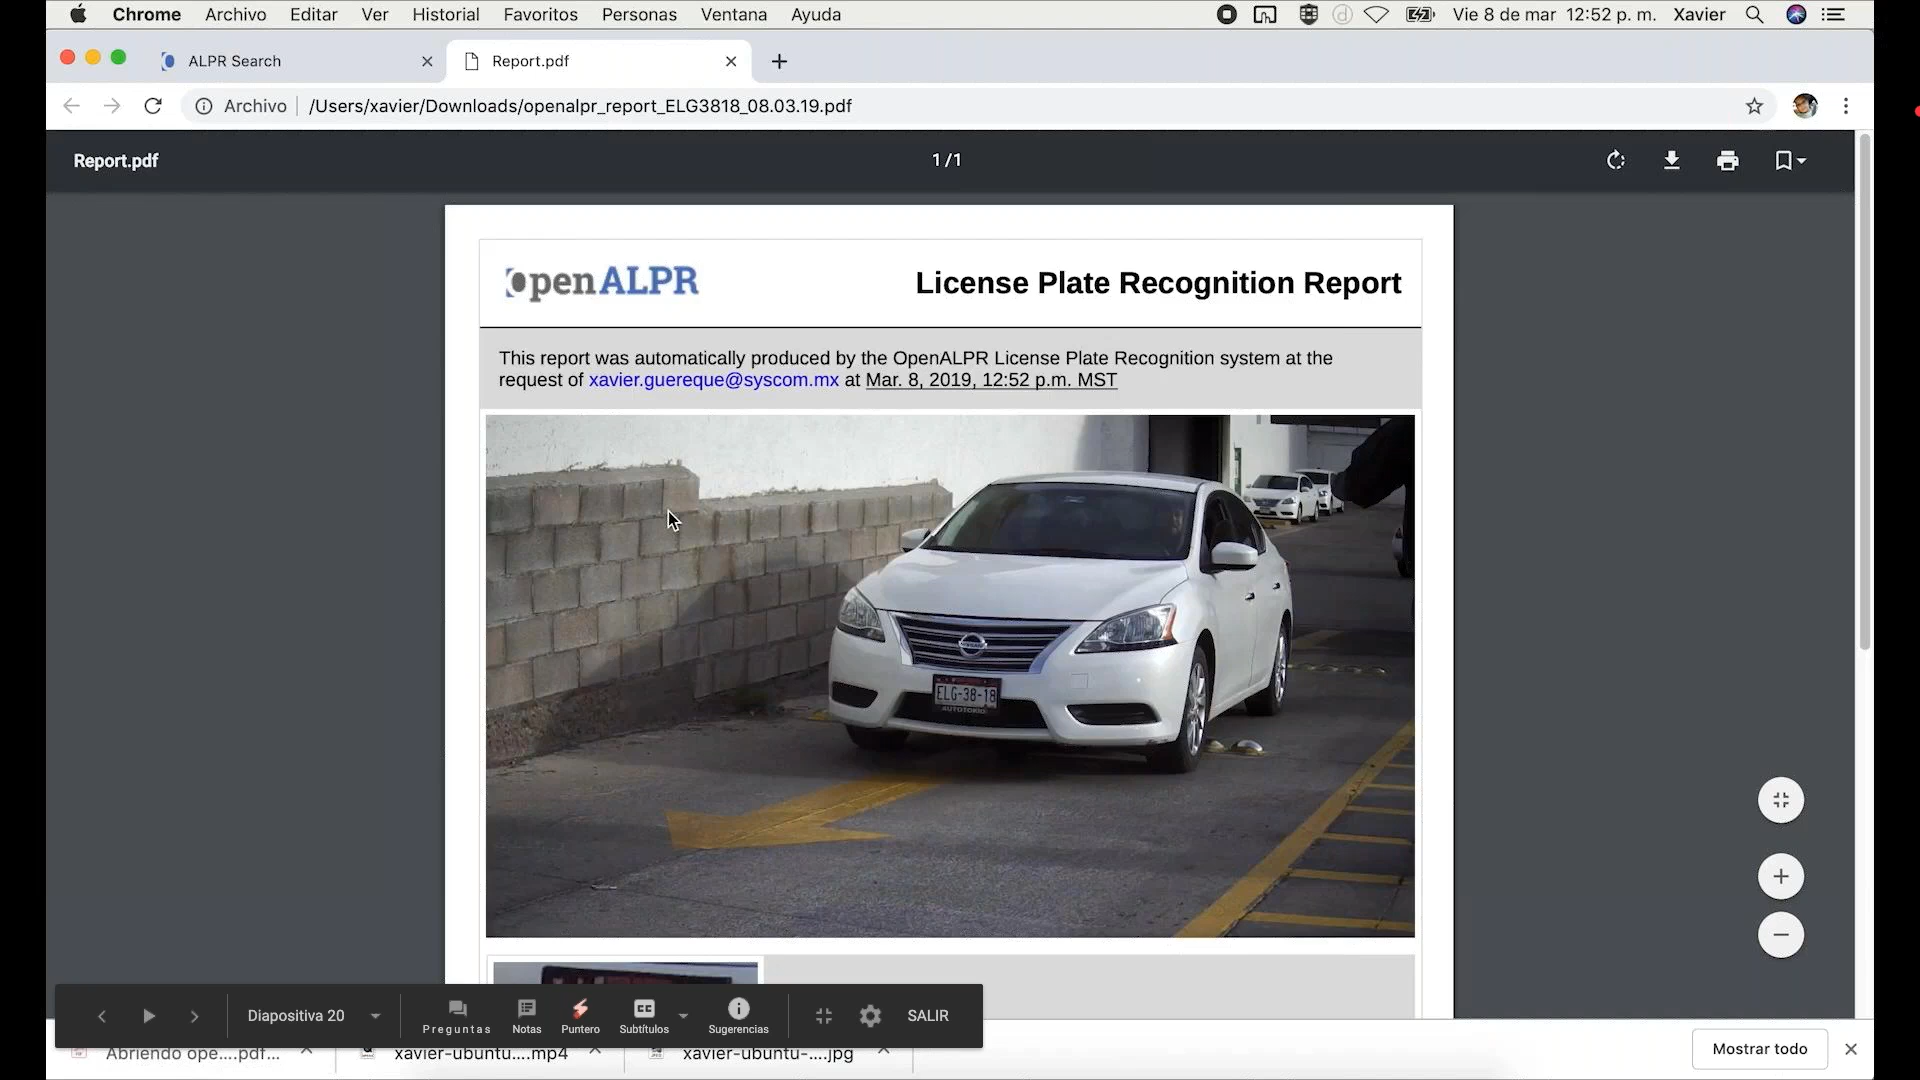 Chrome Archivo Editar Ver Historial Favoritos Personas Ventana Ayuda Vie 8 de mar 12:52 p. m. Xavier
ALPR Search Report.pdf
Archivo /Users/xavier/Downloads/openalpr_report_ELG3818_08.03.19.pdf
Report.pdf 1 / 1
openALPR License Plate Recognition Report
This report was automatically produced by the OpenALPR License Plate Recognition system at the
request of xavier.guereque@syscom.mx at Mar. 8, 2019, 12:52 p.m. MST
NISSAN
ELG-38-18
AUTOTOKIO
Diapositiva 20 Preguntas Notas Puntero CC Subtítulos Sugerencias SALIR
Abriendo ope....pdf... xavier-ubuntu....mp4 xavier-ubuntu-....jpg Mostrar todo